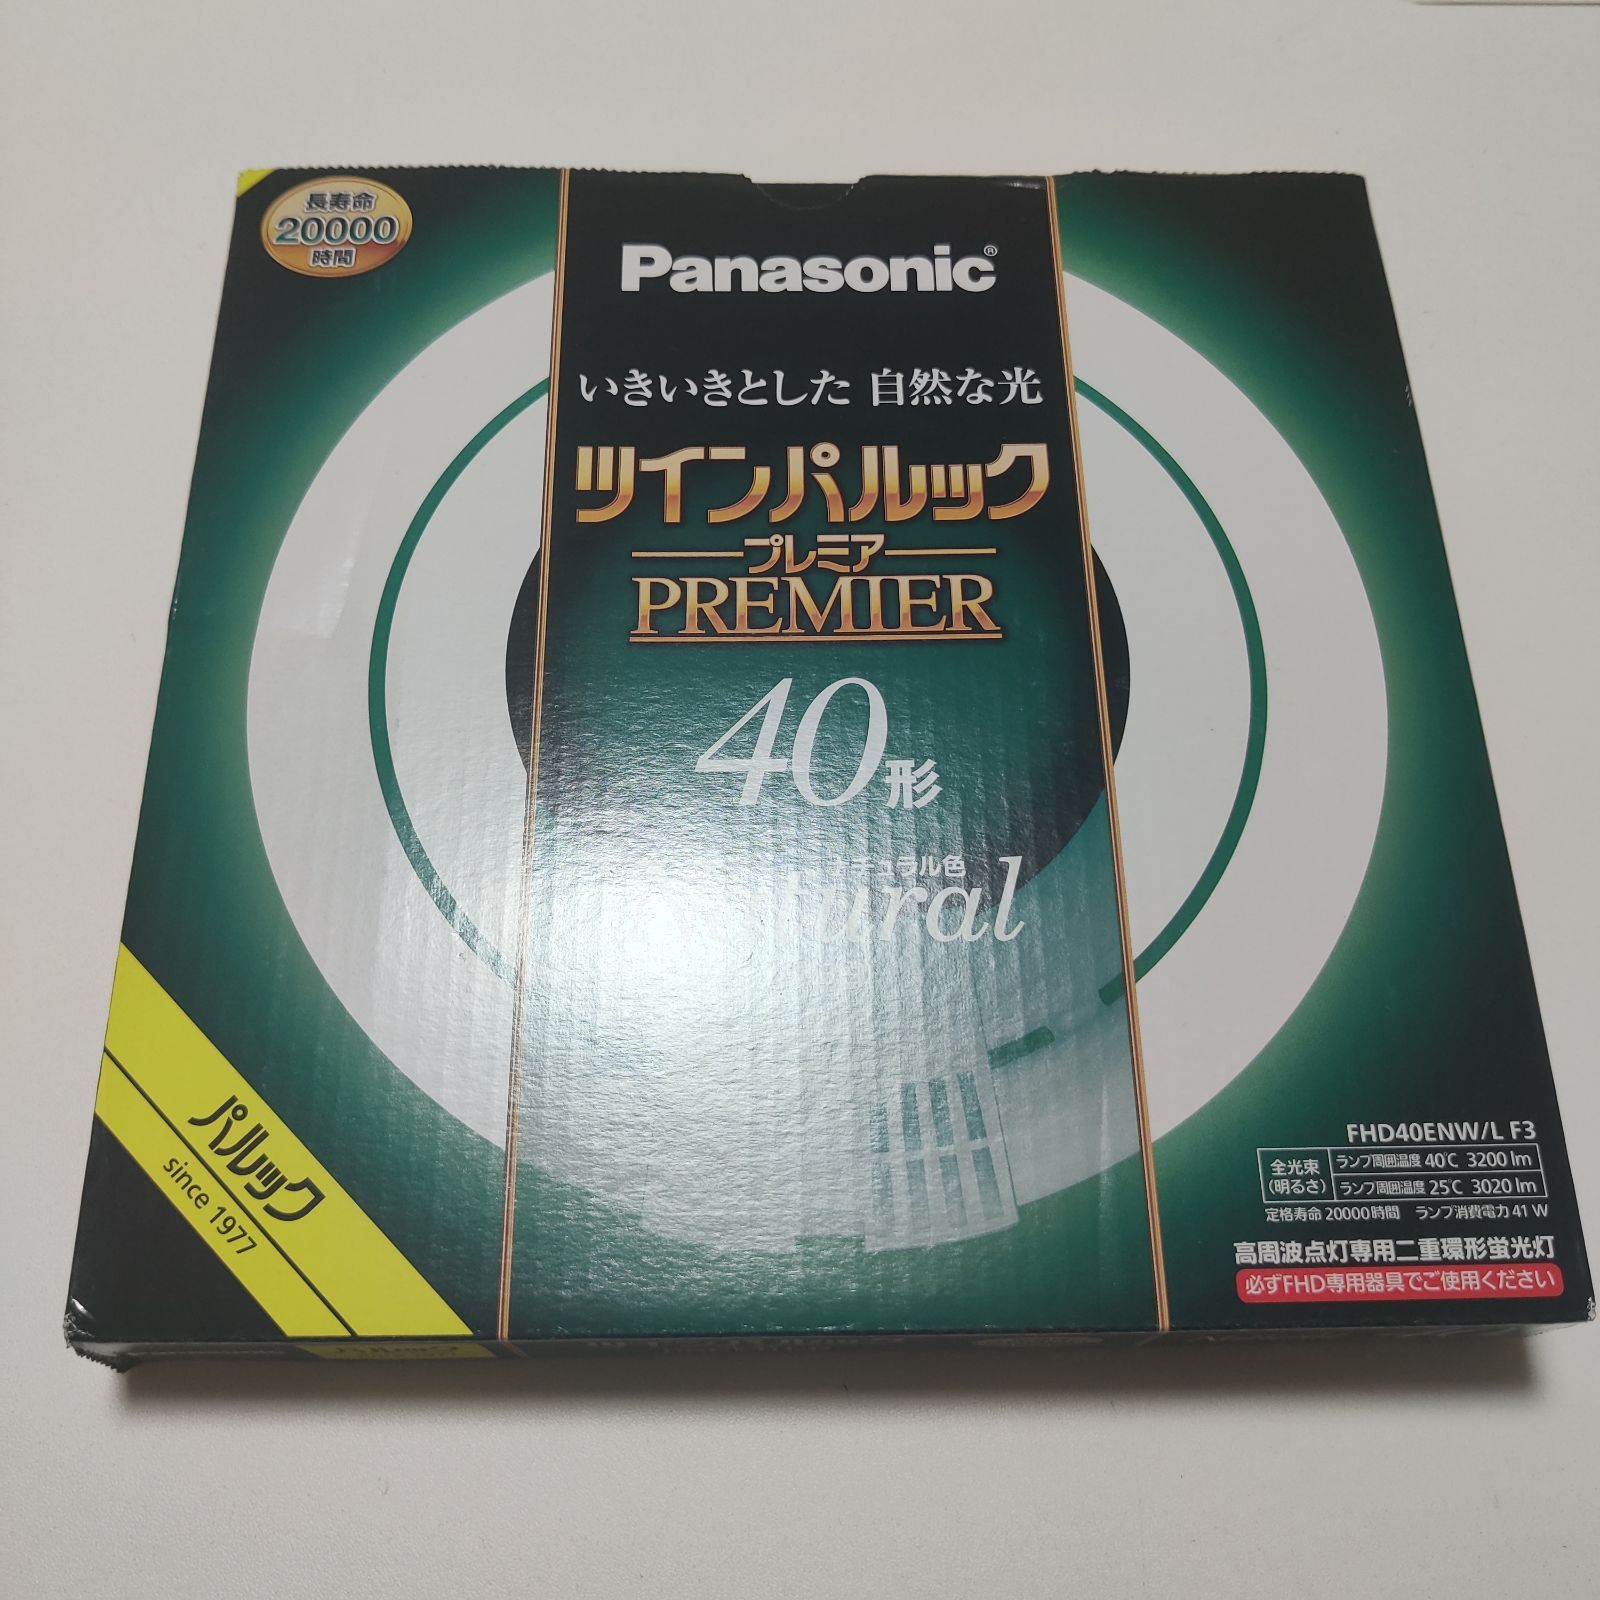 長寿命
20000
時間
Panasonic®
いきいきとした 自然な光
ツインパルック
プレミア
PREMIER
40形
ナチュラル色
tural
パルック
since 1977
FHD40ENW/L F3
全光束
(明るさ)
ランプ周囲温度 40℃ 3200 lm
ランプ周囲温度 25℃ 3020 lm
定格寿命 20000時間 ランプ消費電力 41 W
高周波点灯専用二重環形蛍光灯
必ずFHD専用器具でご使用ください
パルック